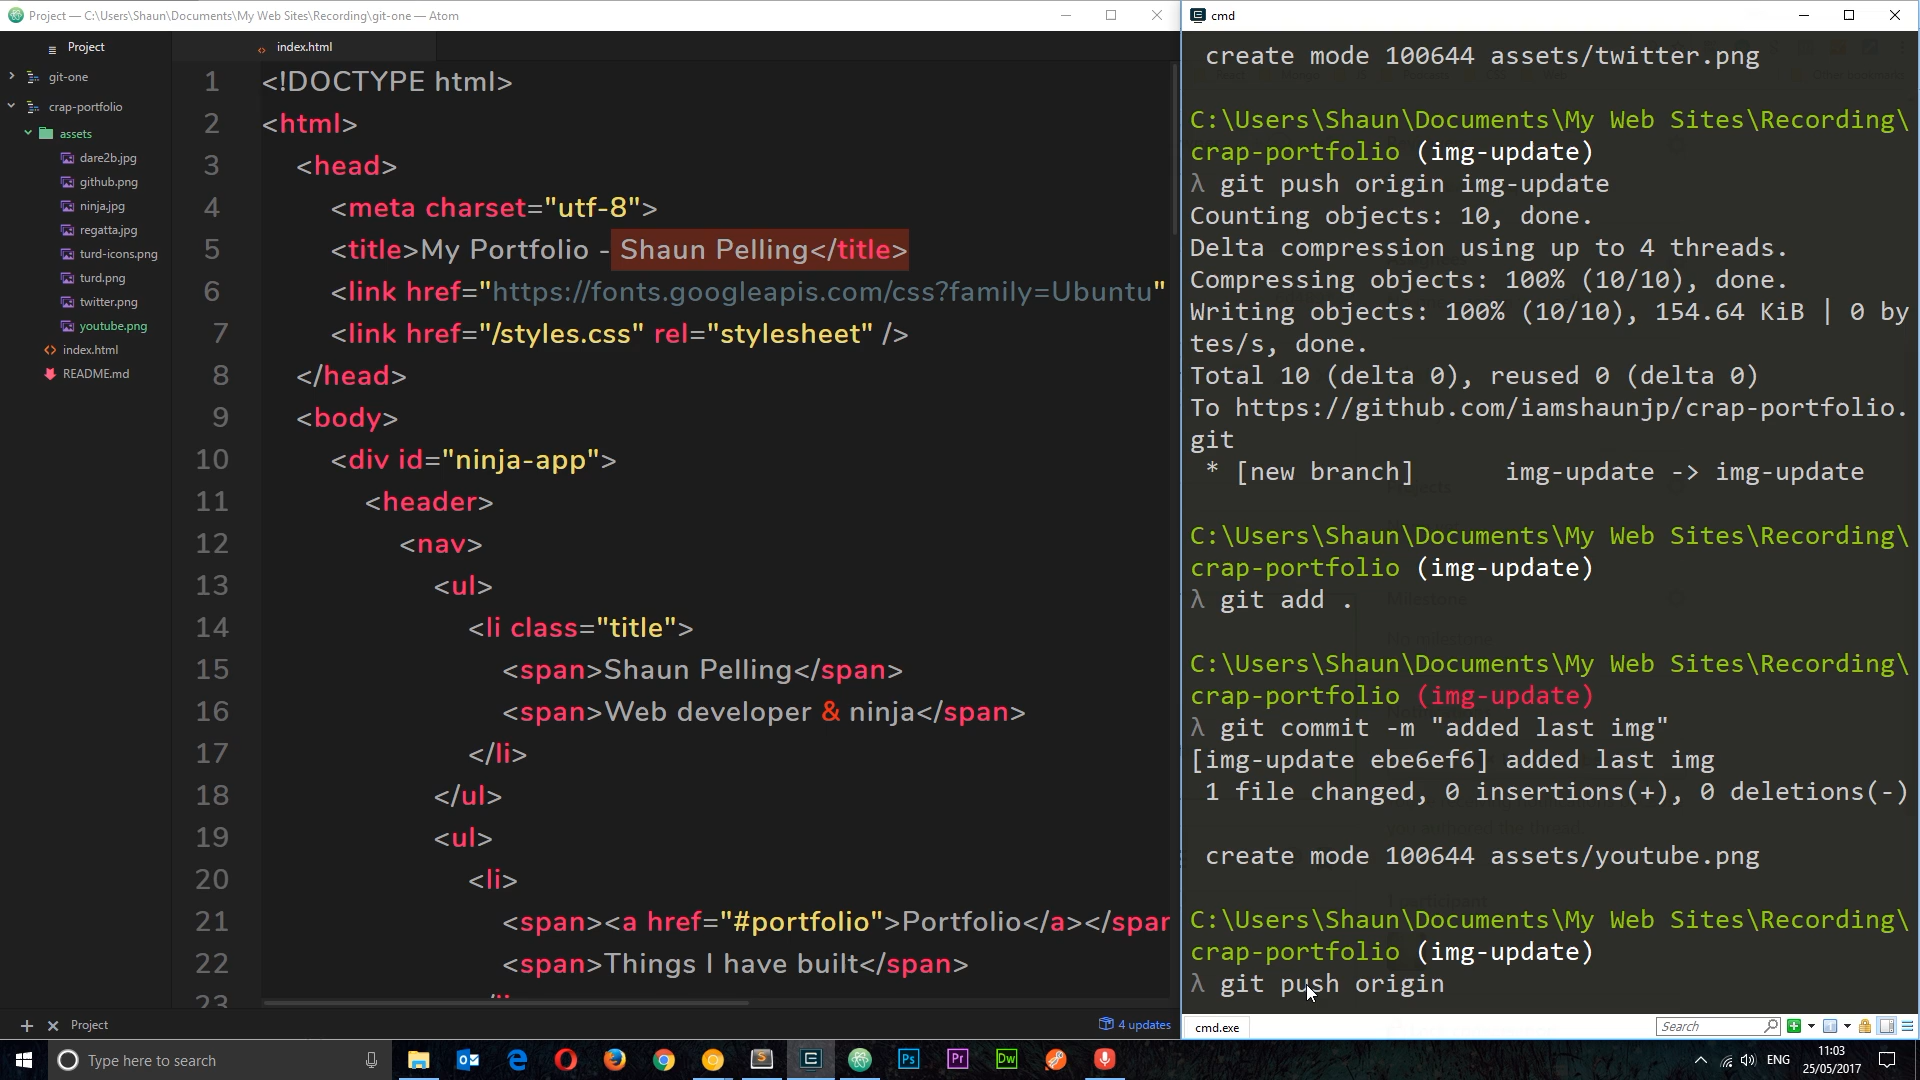 Project — C:\Users\Shaun\Documents\My Web Sites\Recording\git-one — Atom
Project
git-one
crap-portfolio
assets
dare2b.jpg
github.png
ninja.jpg
regatta.jpg
turd-icons.png
turd.png
twitter.png
youtube.png
index.html
README.md
index.html
1 <!DOCTYPE html>
2 <html>
3 <head>
4 <meta charset="utf-8">
5 <title>My Portfolio - Shaun Pelling</title>
6 <link href="https://fonts.googleapis.com/css?family=Ubuntu"
7 <link href="/styles.css" rel="stylesheet" />
8 </head>
9 <body>
10 <div id="ninja-app">
11 <header>
12 <nav>
13 <ul>
14 <li class="title">
15 <span>Shaun Pelling</span>
16 <span>Web developer & ninja</span>
17 </li>
18 </ul>
19 <ul>
20 <li>
21 <span><a href="#portfolio">Portfolio</a></spar
22 <span>Things I have built</span>
23
Project
4 updates
cmd
create mode 100644 assets/twitter.png
C:\Users\Shaun\Documents\My Web Sites\Recording\
crap-portfolio (img-update)
λ git push origin img-update
Counting objects: 10, done.
Delta compression using up to 4 threads.
Compressing objects: 100% (10/10), done.
Writing objects: 100% (10/10), 154.64 KiB | 0 by
tes/s, done.
Total 10 (delta 0), reused 0 (delta 0)
To https://github.com/iamshaunjp/crap-portfolio.
git
* [new branch] img-update -> img-update
C:\Users\Shaun\Documents\My Web Sites\Recording\
crap-portfolio (img-update)
λ git add .
C:\Users\Shaun\Documents\My Web Sites\Recording\
crap-portfolio (img-update)
λ git commit -m "added last img"
[img-update ebe6ef6] added last img
1 file changed, 0 insertions(+), 0 deletions(-)
create mode 100644 assets/youtube.png
C:\Users\Shaun\Documents\My Web Sites\Recording\
crap-portfolio (img-update)
λ git push origin
cmd.exe
Search
Type here to search
Ps
Pr
Dw
ENG
11:03
25/05/2017